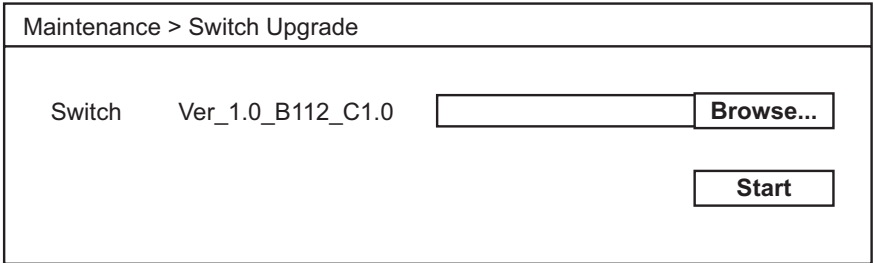 Maintenance > Switch Upgrade
Switch Ver_1.0_B112_C1.0 Browse...
Start